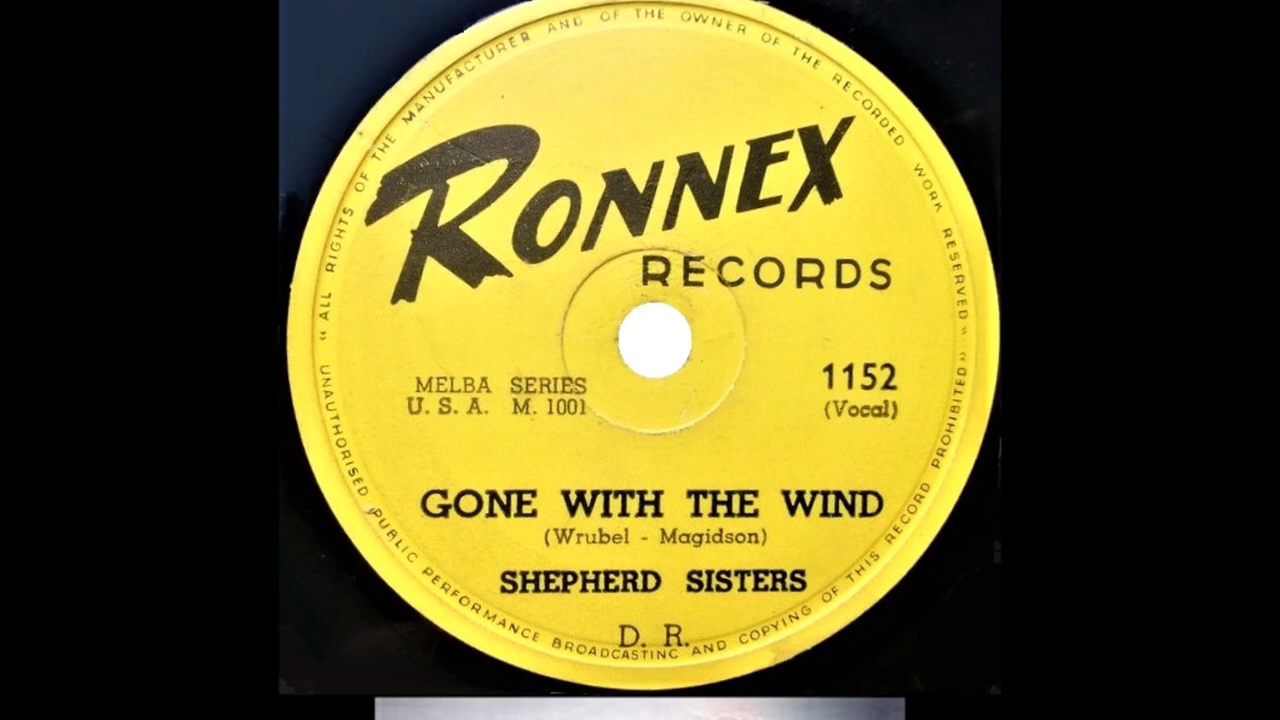 « ALL RIGHTS OF THE MANUFACTURER AND OF THE OWNER OF THE RECORDED WORK RESERVED »
RONNEX
RECORDS
MELBA SERIES
U. S. A. M. 1001
1152
(Vocal)
GONE WITH THE WIND
(Wrubel - Magidson)
SHEPHERD SISTERS
D. R.
UNAUTHORISED PUBLIC PERFORMANCE BROADCASTING AND COPYING OF THIS RECORD PROHIBITED »